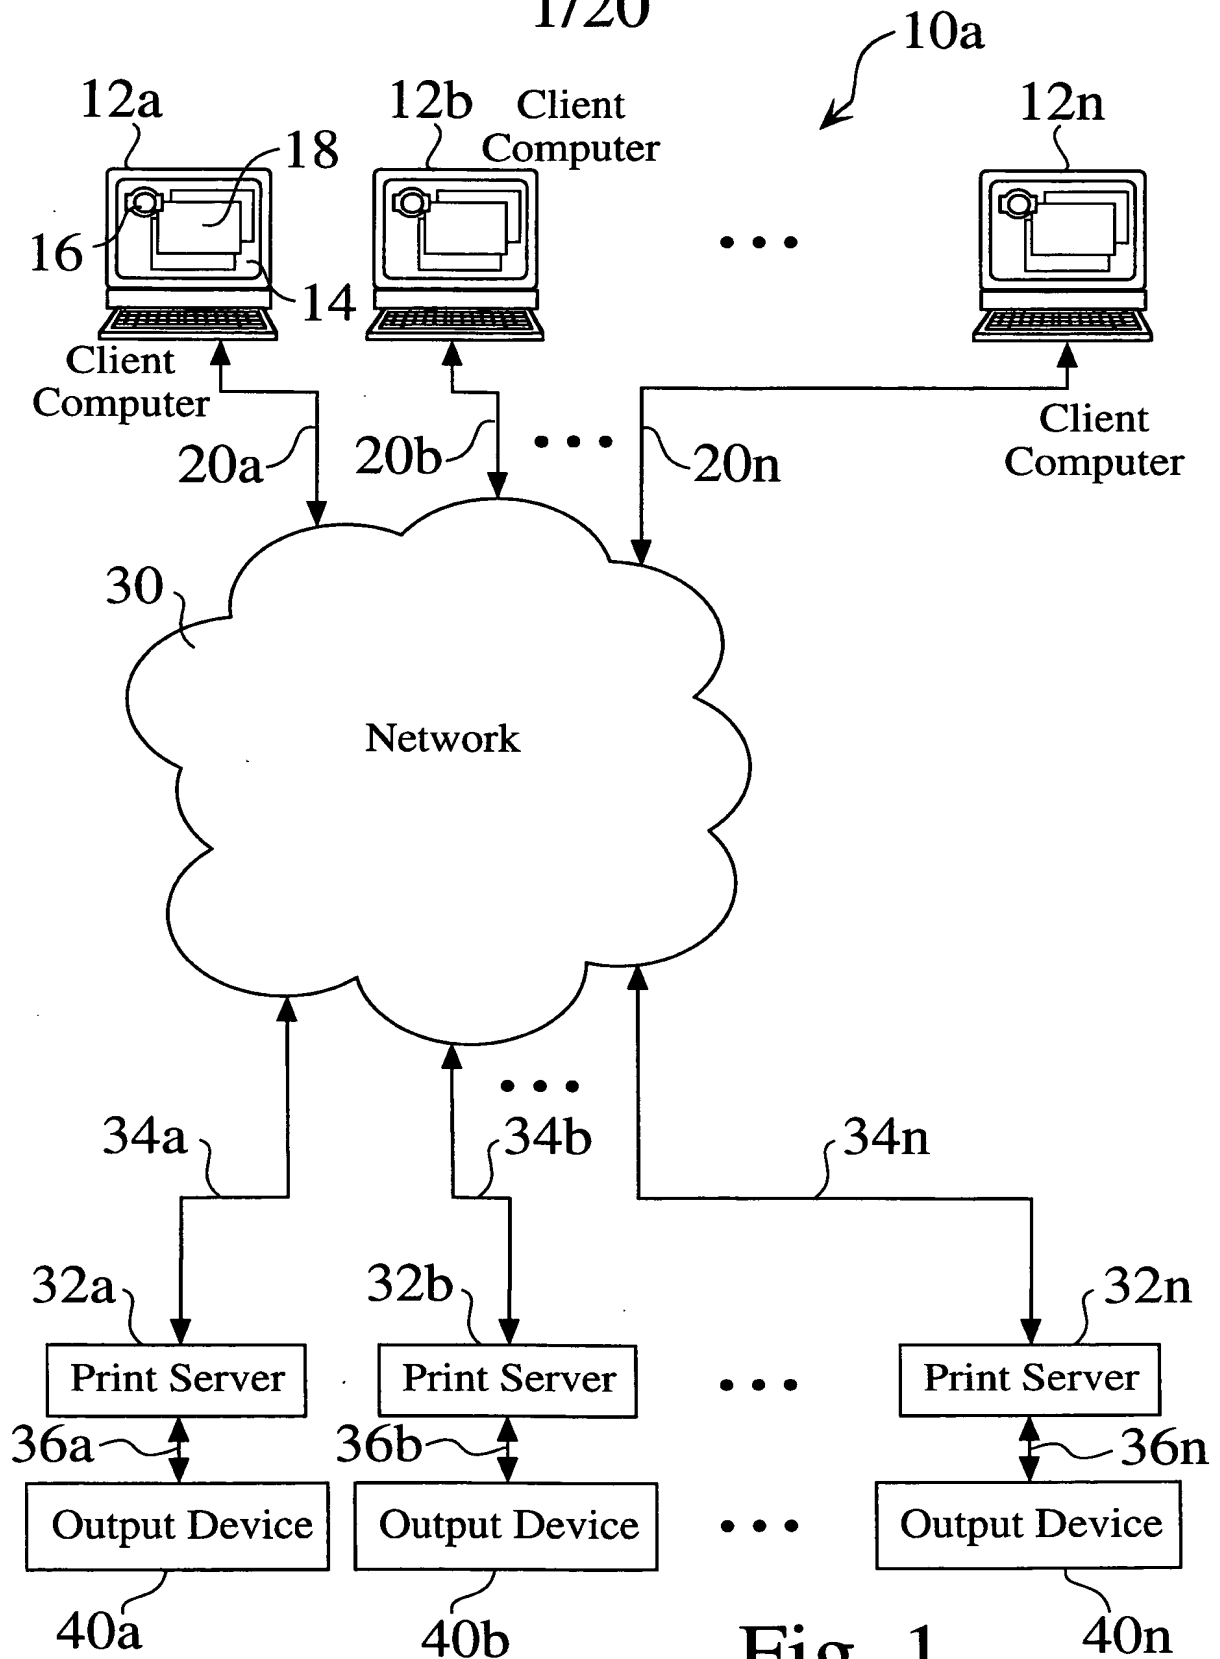 1/20
10a
12a
12b
Client
Computer
12n
18
16
14
Client
Computer
Client
Computer
20a
20b
20n
30
Network
34a
34b
34n
32a
32b
32n
Print Server
Print Server
Print Server
36a
36b
36n
Output Device
Output Device
Output Device
40a
40b
40n
Fig. 1